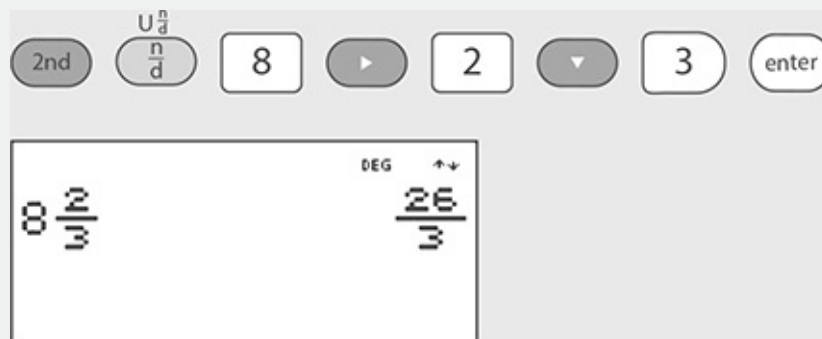 U n/d
2nd n/d 8 ▶ 2 ▼ 3 enter
DEG ↑↓
8 2/3 26/3